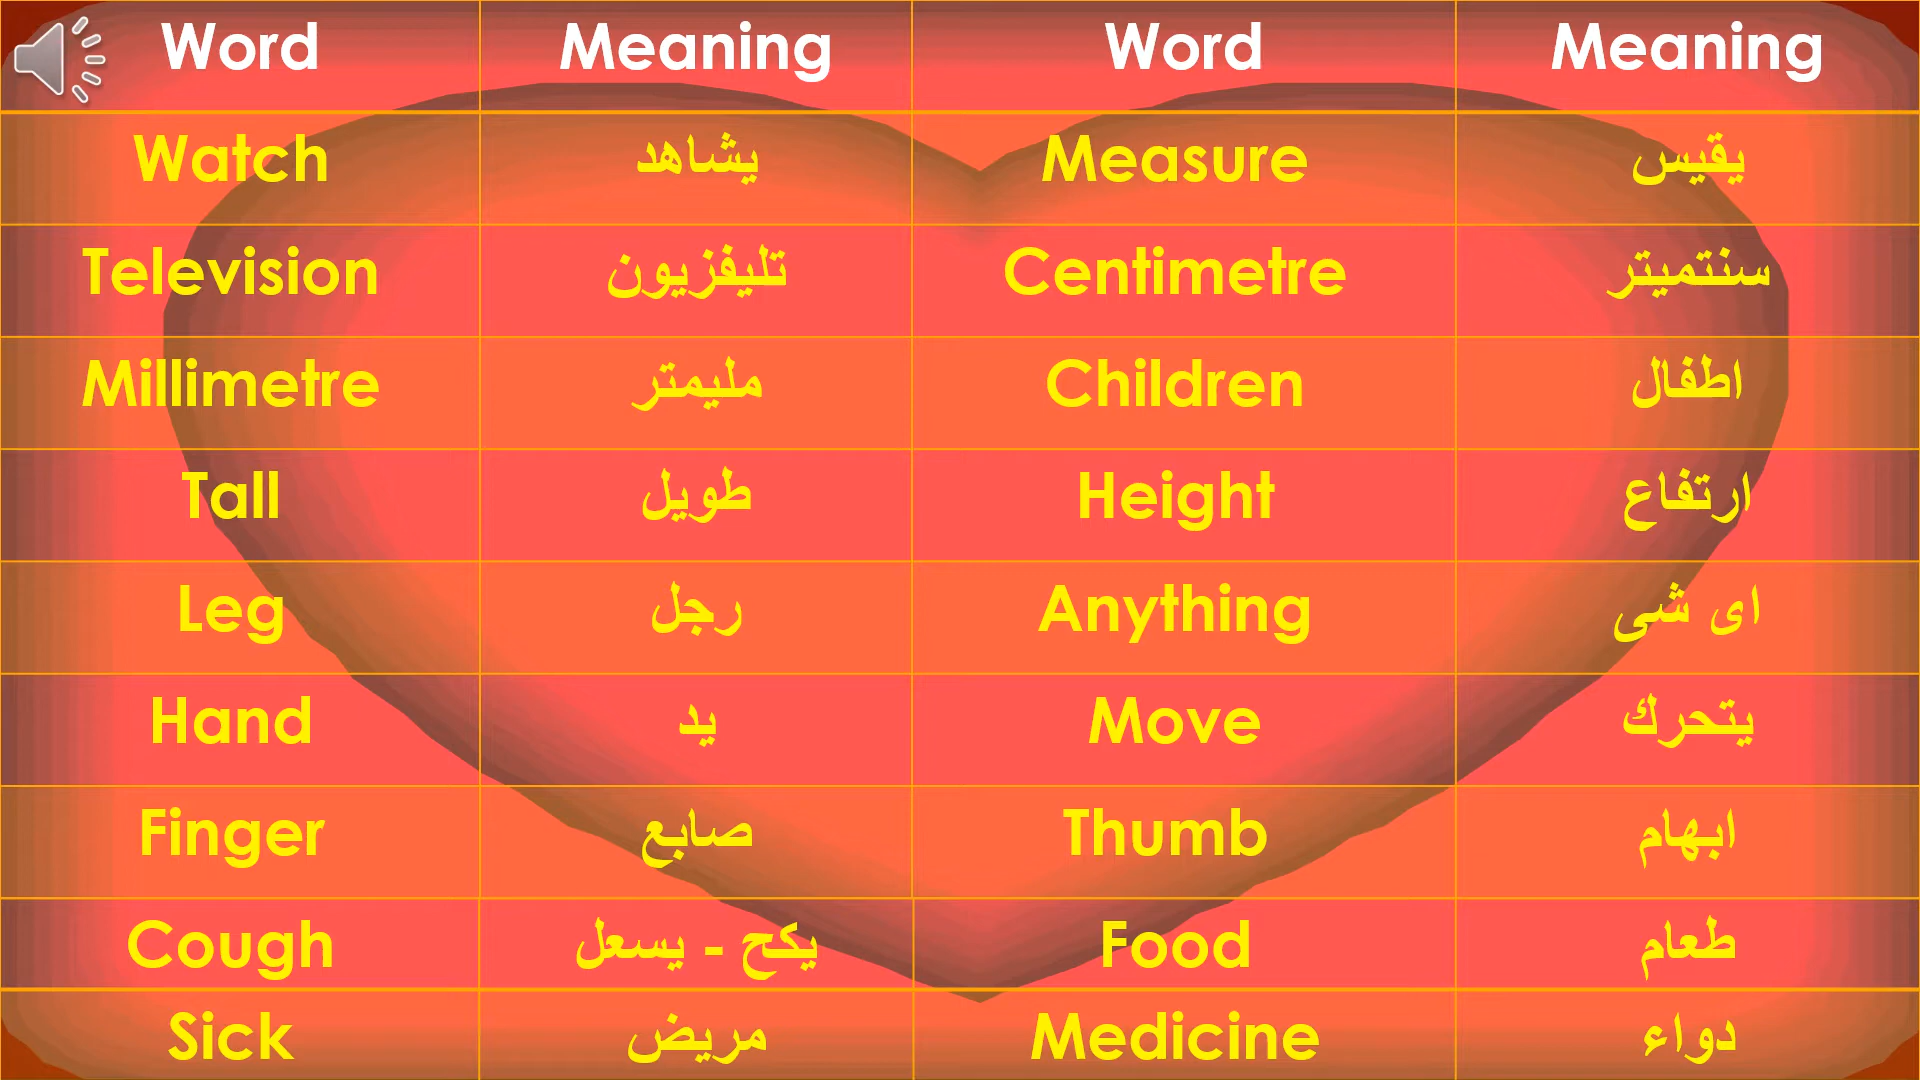 Word Meaning Word Meaning
Watch يشاهد Measure يقيس
Television تليفزيون Centimetre سنتميتر
Millimetre مليمتر Children اطفال
Tall طويل Height ارتفاع
Leg رجل Anything اى شى
Hand يد Move يتحرك
Finger صابع Thumb ابهام
Cough يكح - يسعل Food طعام
Sick مريض Medicine دواء